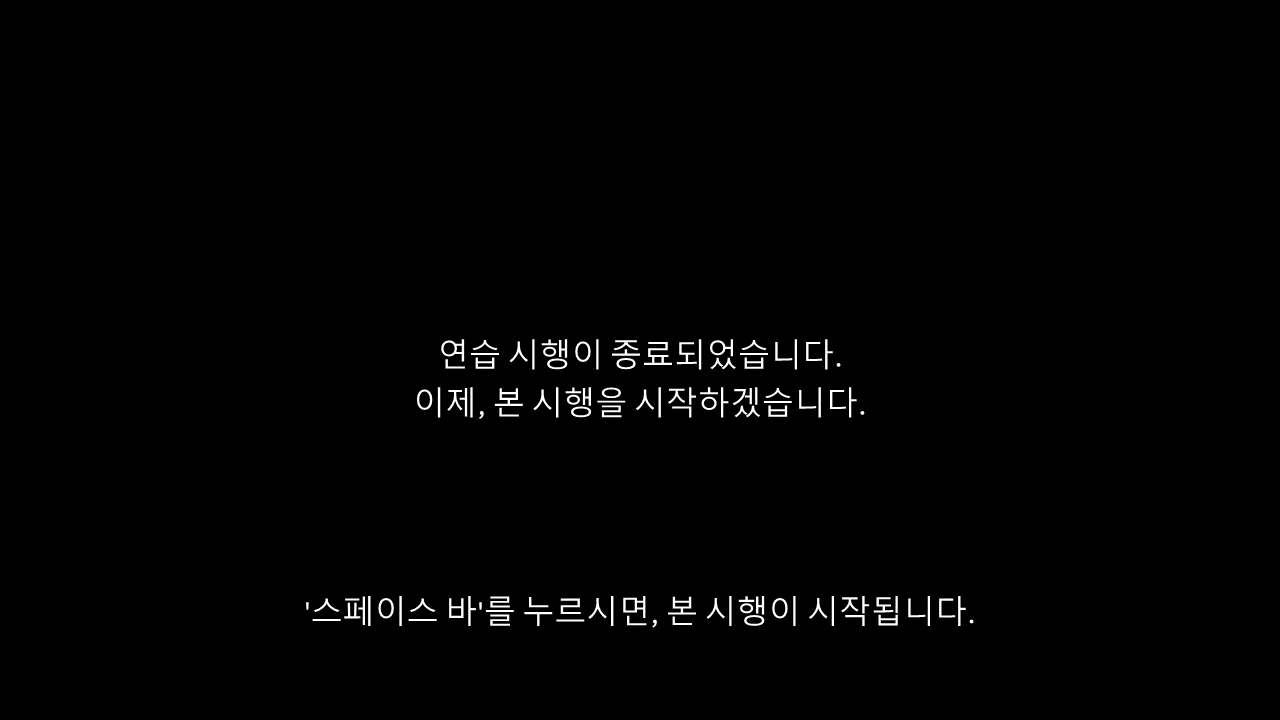 연습 시행이 종료되었습니다.
이제, 본 시행을 시작하겠습니다.
'스페이스 바'를 누르시면, 본 시행이 시작됩니다.